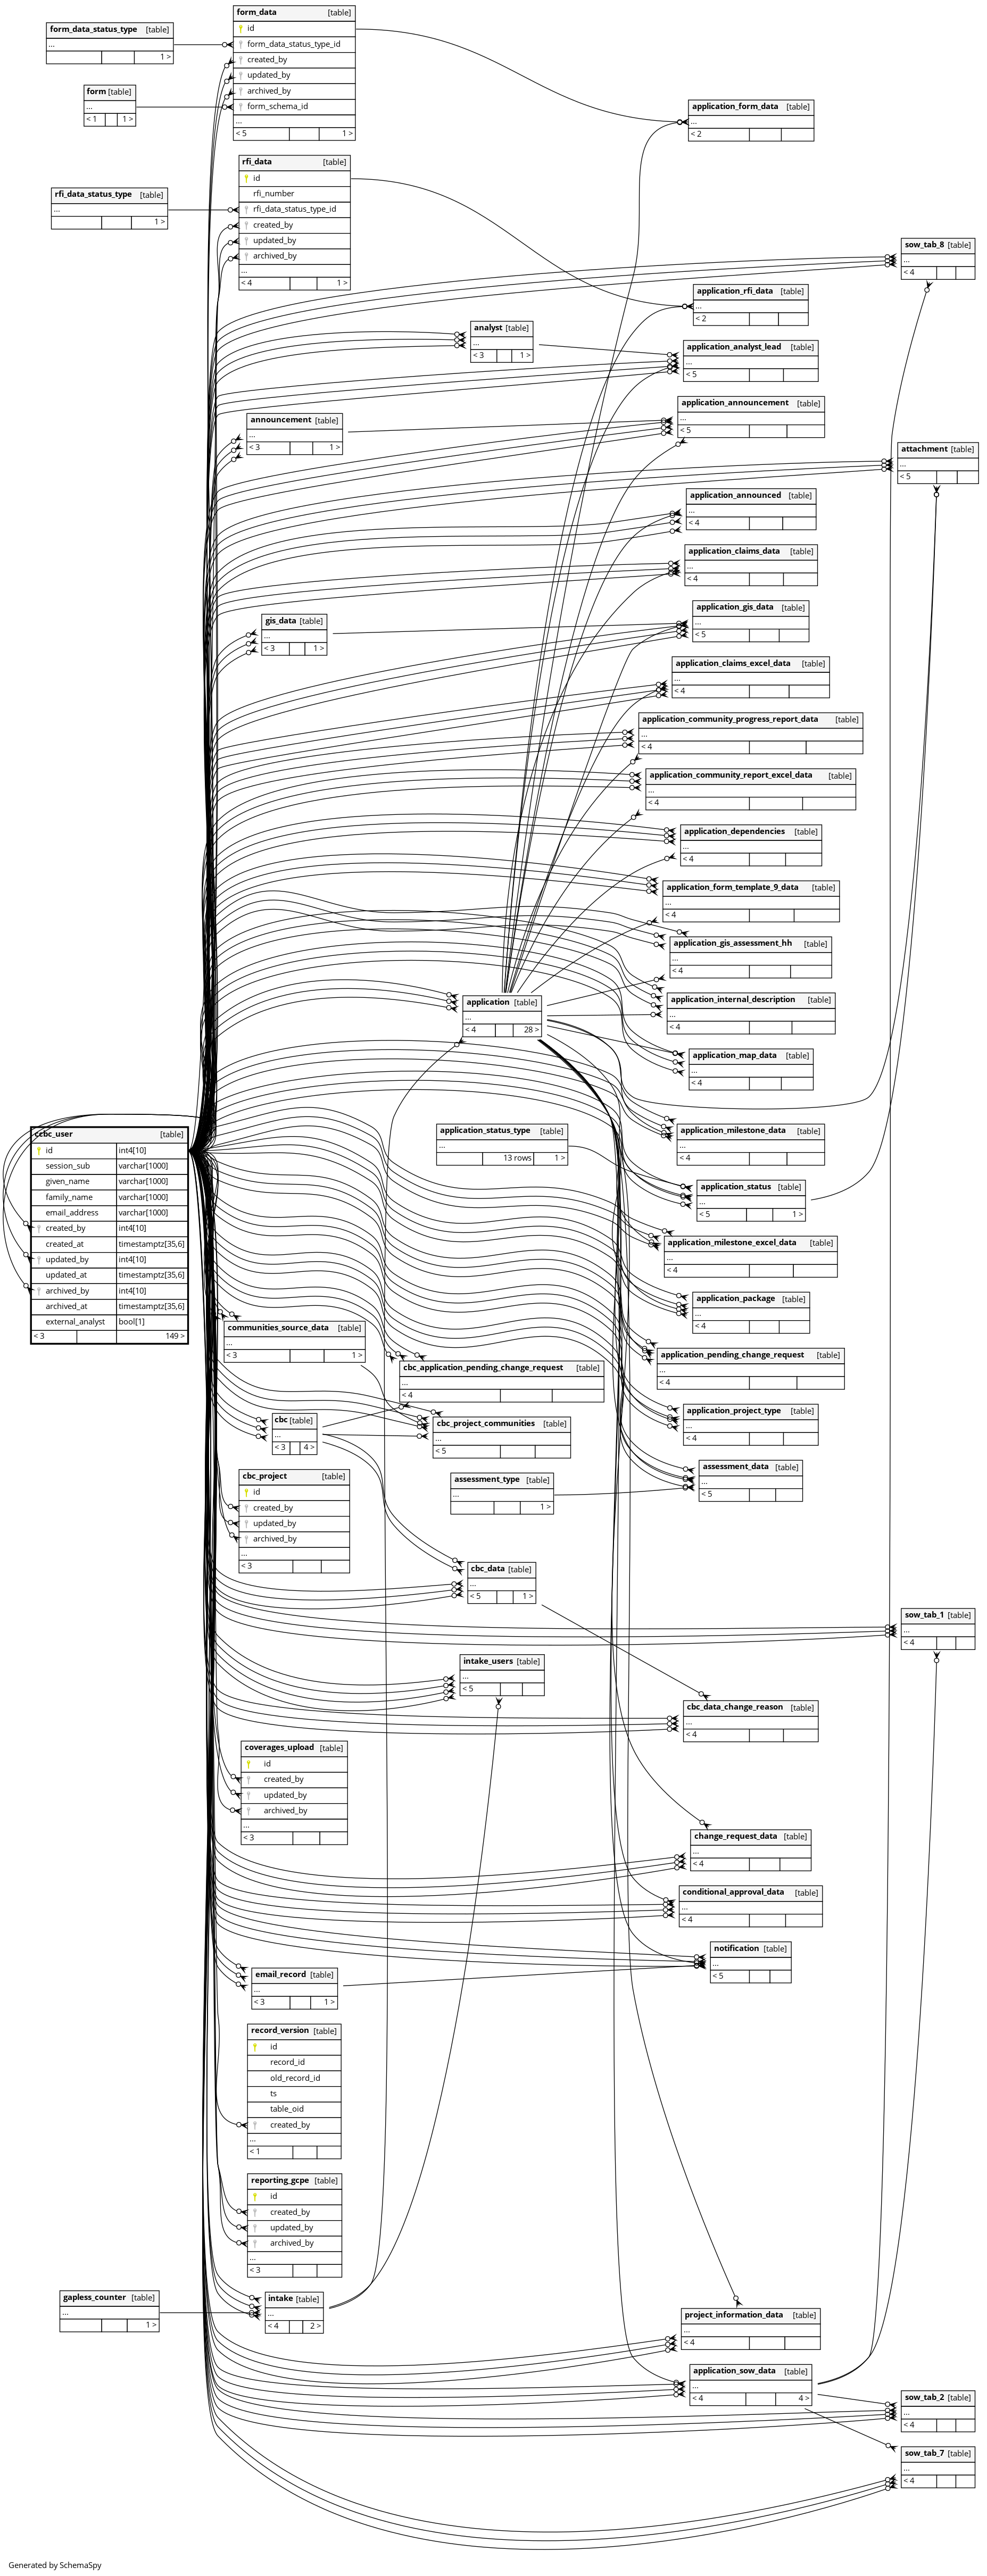 form_data_status_type [table]
...
1 >
form [table]
...
< 1 1 >
form_data [table]
id
form_data_status_type_id
created_by
updated_by
archived_by
form_schema_id
...
< 5 1 >
application_form_data [table]
...
< 2
rfi_data_status_type [table]
...
1 >
rfi_data [table]
id
rfi_number
rfi_data_status_type_id
created_by
updated_by
archived_by
...
< 4 1 >
sow_tab_8 [table]
...
< 4
application_rfi_data [table]
...
< 2
analyst [table]
...
< 3 1 >
application_analyst_lead [table]
...
< 5
application_announcement [table]
...
< 5
announcement [table]
...
< 3 1 >
attachment [table]
...
< 5
application_announced [table]
...
< 4
application_claims_data [table]
...
< 4
application_gis_data [table]
...
< 5
gis_data [table]
...
< 3 1 >
application_claims_excel_data [table]
...
< 4
application_community_progress_report_data [table]
...
< 4
application_community_report_excel_data [table]
...
< 4
application_dependencies [table]
...
< 4
application_form_template_9_data [table]
...
< 4
application_gis_assessment_hh [table]
...
< 4
application [table]
...
< 4 28 >
application_internal_description [table]
...
< 4
application_map_data [table]
...
< 4
ccbc_user [table]
id int4[10]
session_sub varchar[1000]
given_name varchar[1000]
family_name varchar[1000]
email_address varchar[1000]
created_by int4[10]
created_at timestamptz[35,6]
updated_by int4[10]
updated_at timestamptz[35,6]
archived_by int4[10]
archived_at timestamptz[35,6]
external_analyst bool[1]
< 3 149 >
application_status_type [table]
...
13 rows 1 >
application_milestone_data [table]
...
< 4
application_status [table]
...
< 5 1 >
application_milestone_excel_data [table]
...
< 4
application_package [table]
...
< 4
communities_source_data [table]
...
< 3 1 >
application_pending_change_request [table]
...
< 4
cbc_application_pending_change_request [table]
...
< 4
cbc [table]
...
< 3 4 >
cbc_project_communities [table]
...
< 5
application_project_type [table]
...
< 4
cbc_project [table]
id
created_by
updated_by
archived_by
...
< 3
assessment_type [table]
...
1 >
assessment_data [table]
...
< 5
cbc_data [table]
...
< 5 1 >
sow_tab_1 [table]
...
< 4
intake_users [table]
...
< 5
cbc_data_change_reason [table]
...
< 4
coverages_upload [table]
id
created_by
updated_by
archived_by
...
< 3
change_request_data [table]
...
< 4
conditional_approval_data [table]
...
< 4
notification [table]
...
< 5
email_record [table]
...
< 3 1 >
record_version [table]
id
record_id
old_record_id
ts
table_oid
created_by
...
< 1
reporting_gcpe [table]
id
created_by
updated_by
archived_by
...
< 3
gapless_counter [table]
...
1 >
intake [table]
...
< 4 2 >
project_information_data [table]
...
< 4
application_sow_data [table]
...
< 4 4 >
sow_tab_2 [table]
...
< 4
sow_tab_7 [table]
...
< 4
Generated by SchemaSpy